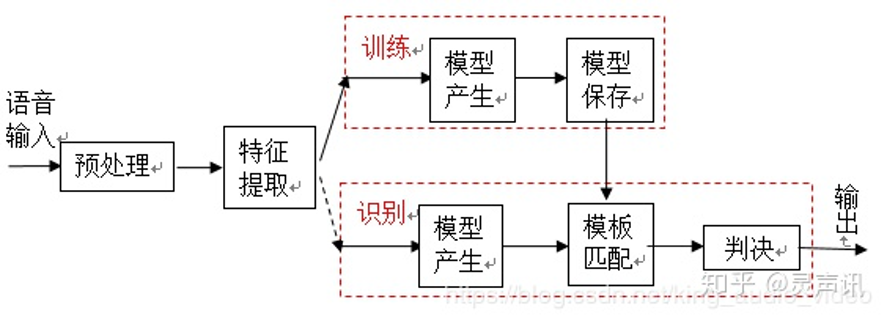 语音
输入
预处理
特征
提取
训练
模型
产生
模型
保存
识别
模型
产生
模板
匹配
判决
输出
知乎 @灵声讯
https://blog.csdn.net/king_audio_video